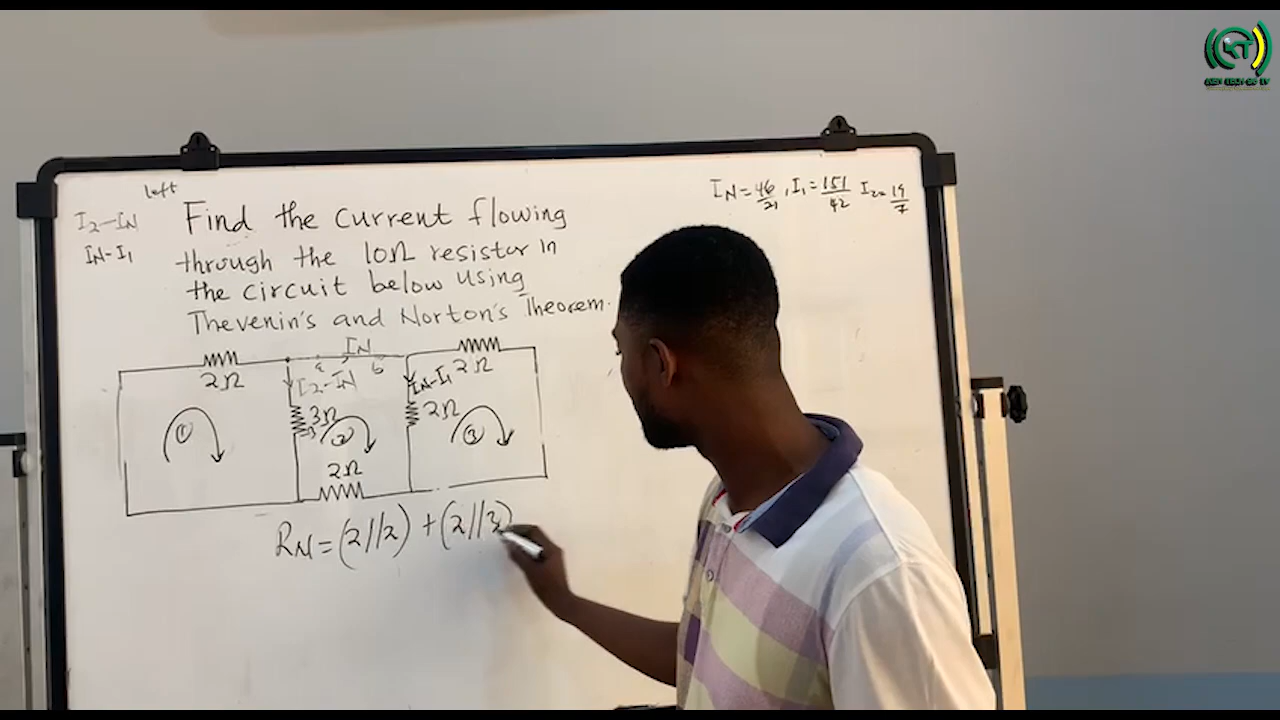 left
I2-IN
IN-I1
Find the current flowing
through the 10Ω resistor in
the circuit below using
Thevenin's and Norton's Theorem.
IN = 46/21, I1 = 151/42 I2 = 19/7
IN
a b
2Ω
2Ω
I2-IN
IN-I1
3Ω
2Ω
1
2
3
2Ω
RN = (2//2) + (2//3)
KT